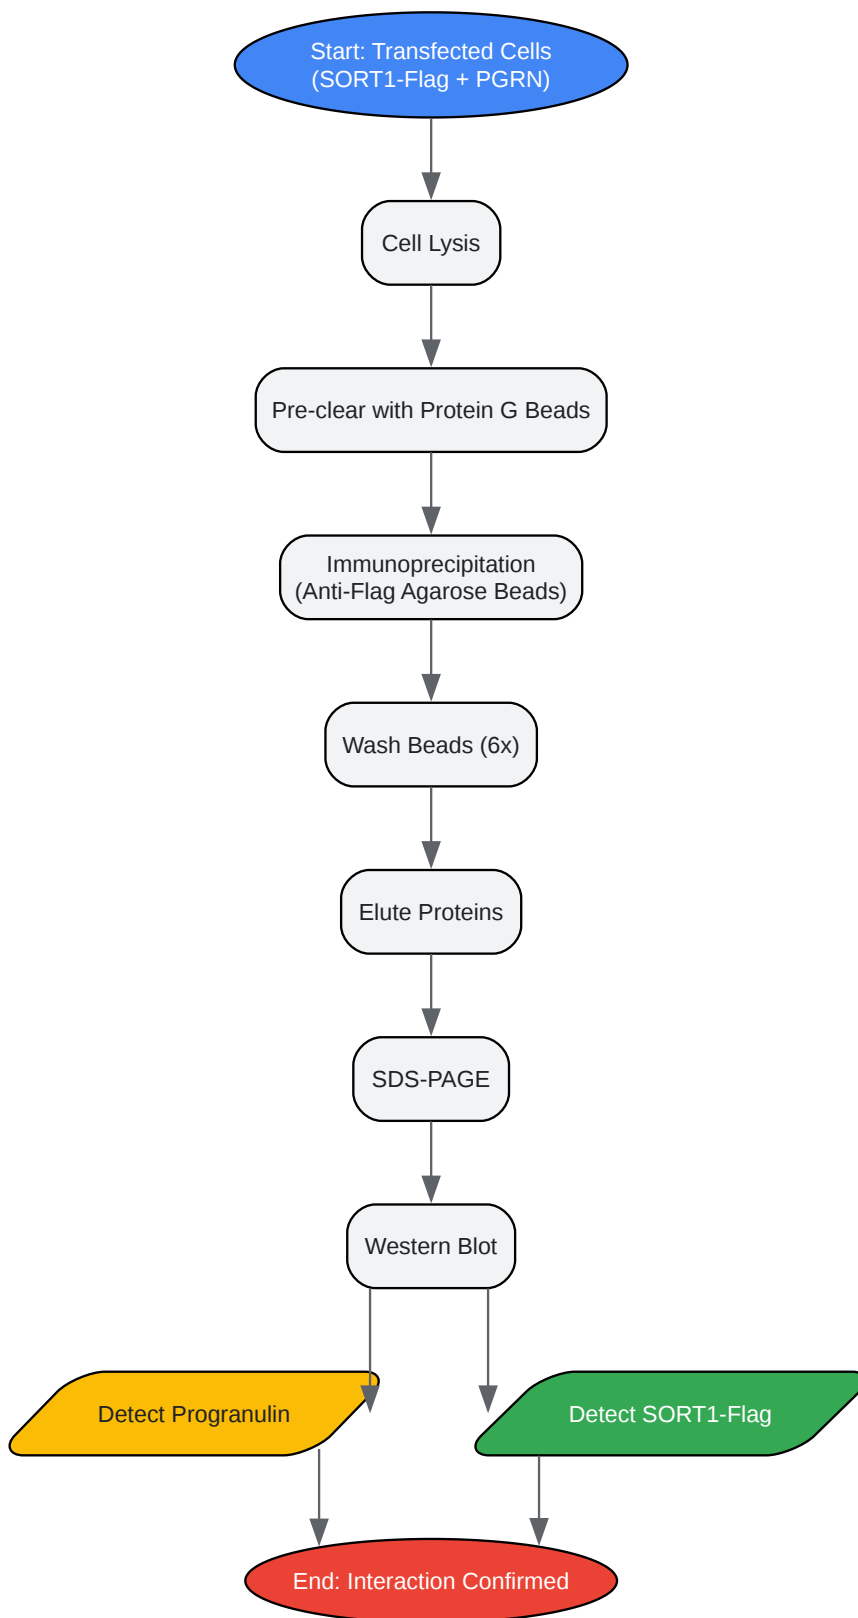 Start: Transfected Cells
(SORT1-Flag + PGRN)
Cell Lysis
Pre-clear with Protein G Beads
Immunoprecipitation
(Anti-Flag Agarose Beads)
Wash Beads (6x)
Elute Proteins
SDS-PAGE
Western Blot
Detect Progranulin
Detect SORT1-Flag
End: Interaction Confirmed